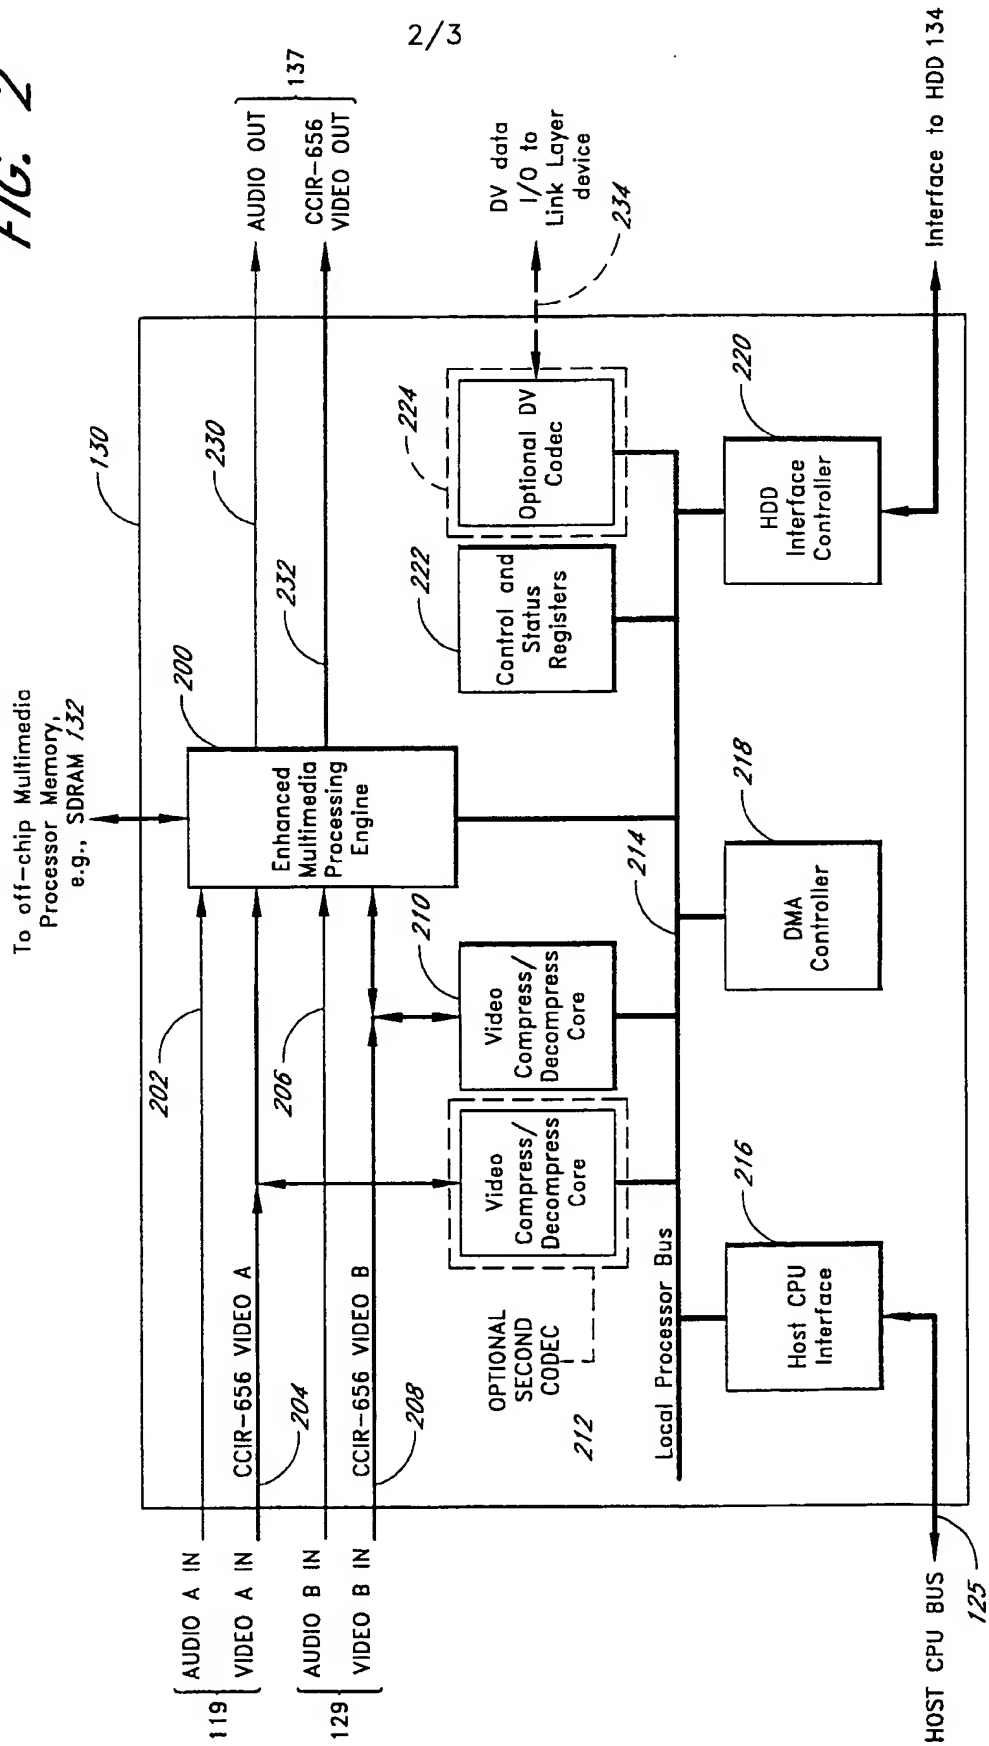 2/3
FIG. 2
To off-chip Multimedia
Processor Memory,
e.g., SDRAM 132
130
119
AUDIO A IN
VIDEO A IN
129
AUDIO B IN
VIDEO B IN
202
CCIR-656 VIDEO A
204
206
CCIR-656 VIDEO B
208
200
Enhanced
Multimedia
Processing
Engine
230
232
AUDIO OUT
CCIR-656
VIDEO OUT
137
OPTIONAL
SECOND
CODEC
212
Video
Compress/
Decompress
Core
210
Video
Compress/
Decompress
Core
222
Control and
Status
Registers
224
Optional DV
Codec
DV data
I/O to
Link Layer
device
234
Local Processor Bus
214
216
Host CPU
Interface
218
DMA
Controller
220
HDD
Interface
Controller
HOST CPU BUS
125
Interface to HDD 134